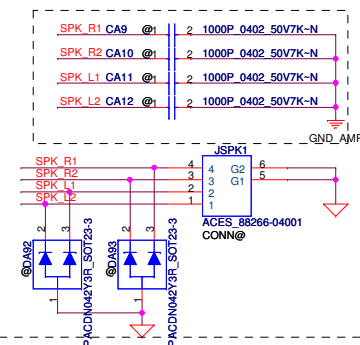 SPK_R1 CA9 @1 2 1000P_0402_50V7K~N
SPK_R2 CA10 @1 2 1000P_0402_50V7K~N
SPK_L1 CA11 @1 2 1000P_0402_50V7K~N
SPK_L2 CA12 @1 2 1000P_0402_50V7K~N
GND_AMP
JSPK1
SPK_R1 4 4 G2 6
SPK_R2 3 3 G1 5
SPK_L1 2 2
SPK_L2 1 1
ACES_88266-04001
CONN@
2 3 2 3
@DA92
PACDN042Y3R_SOT23-3
@DA93
PACDN042Y3R_SOT23-3
1 1